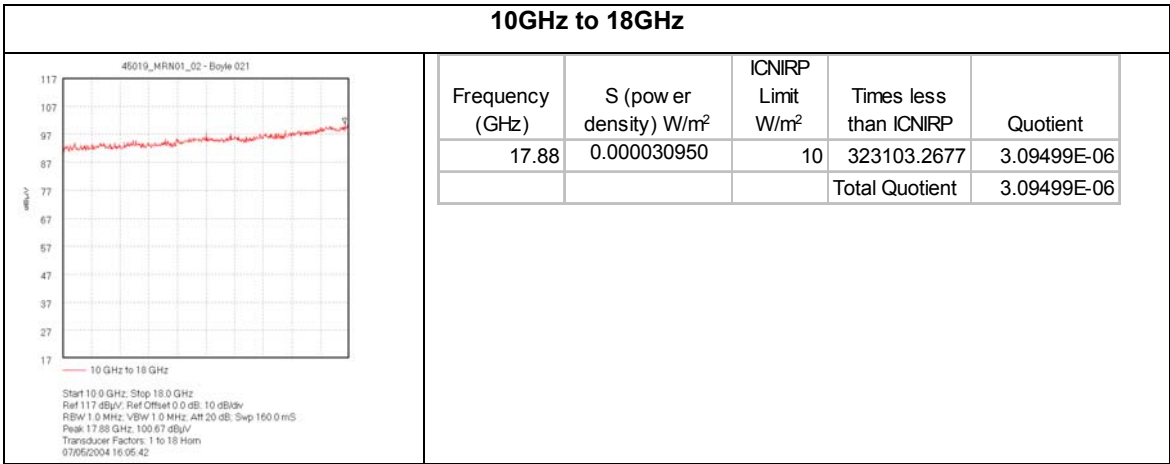 10GHz to 18GHz
45019_MRN01_02 - Boyle 021
117
107
97
87
77
67
57
47
37
27
17
dBµV
10 GHz to 18 GHz
Start 10.0 GHz; Stop 18.0 GHz
Ref 117 dBµV; Ref Offset 0.0 dB; 10 dB/div
RBW 1.0 MHz; VBW 1.0 MHz; Att 20 dB; Swp 160.0 mS
Peak 17.88 GHz, 100.67 dBµV
Transducer Factors: 1 to 18 Horn
07/05/2004 16:05:42
Frequency (GHz) S (pow er density) W/m² ICNIRP Limit W/m² Times less than ICNIRP Quotient
17.88 0.000030950 10 323103.2677 3.09499E-06
Total Quotient 3.09499E-06